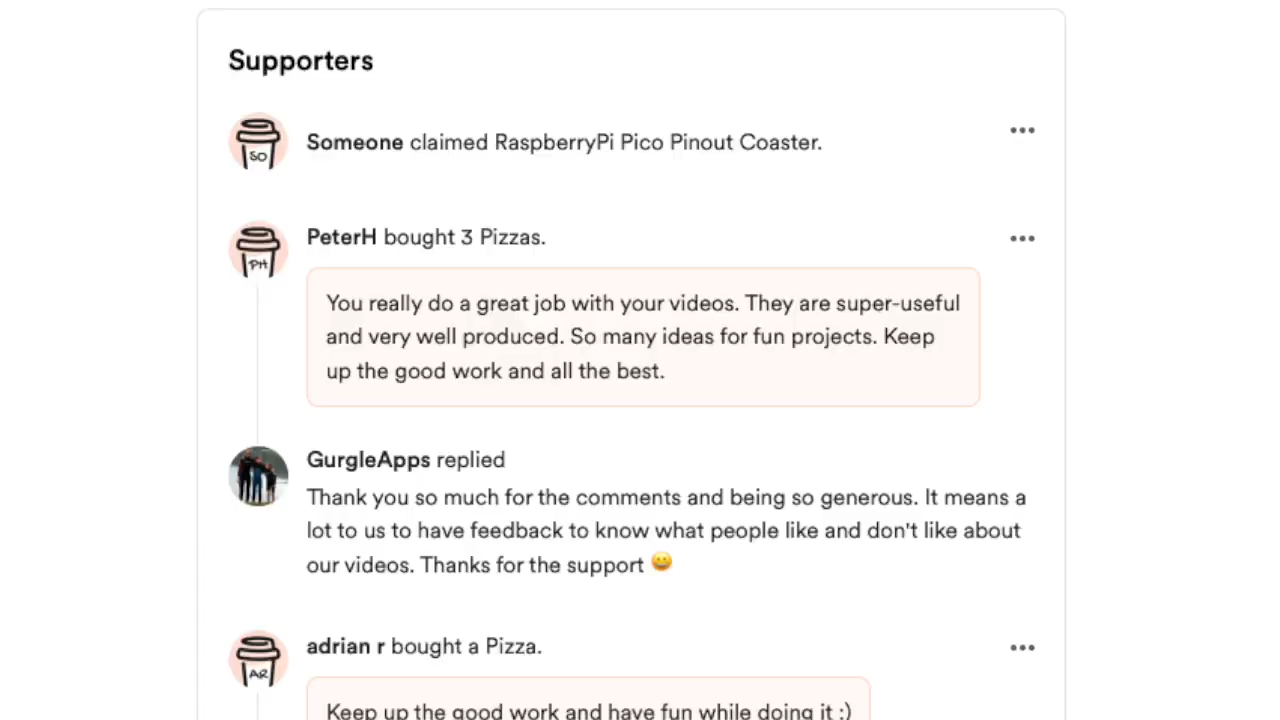 Supporters
SO
Someone claimed RaspberryPi Pico Pinout Coaster.
PH
PeterH bought 3 Pizzas.
You really do a great job with your videos. They are super-useful
and very well produced. So many ideas for fun projects. Keep
up the good work and all the best.
GurgleApps replied
Thank you so much for the comments and being so generous. It means a
lot to us to have feedback to know what people like and don't like about
our videos. Thanks for the support 😀
AR
adrian r bought a Pizza.
Keep up the good work and have fun while doing it :)